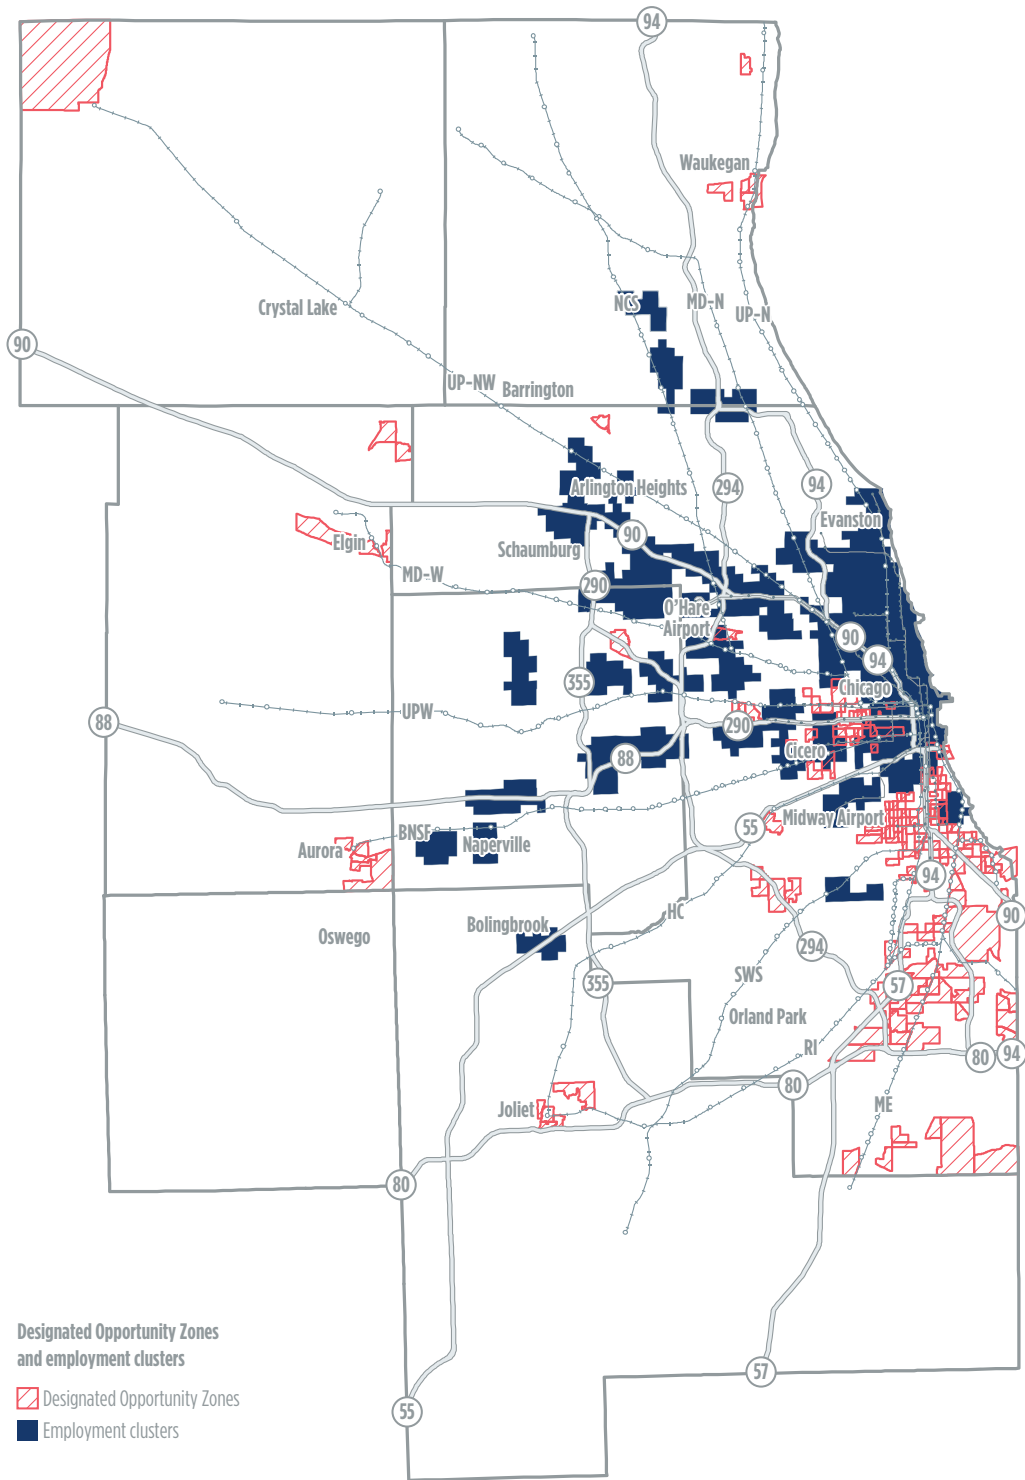 94
Waukegan
NCS
MD-N
UP-N
Crystal Lake
90
UP-NW
Barrington
Arlington Heights
294
94
Evanston
90
Schaumburg
Elgin
MD-W
290
O'Hare
Airport
90
94
355
Chicago
UPW
88
290
Cicero
88
BNSF
Naperville
Aurora
55
Midway Airport
94
HC
90
Bolingbrook
Oswego
294
SWS
355
57
Orland Park
RI
80
94
80
ME
Joliet
80
Designated Opportunity Zones
and employment clusters
Designated Opportunity Zones
Employment clusters
57
55